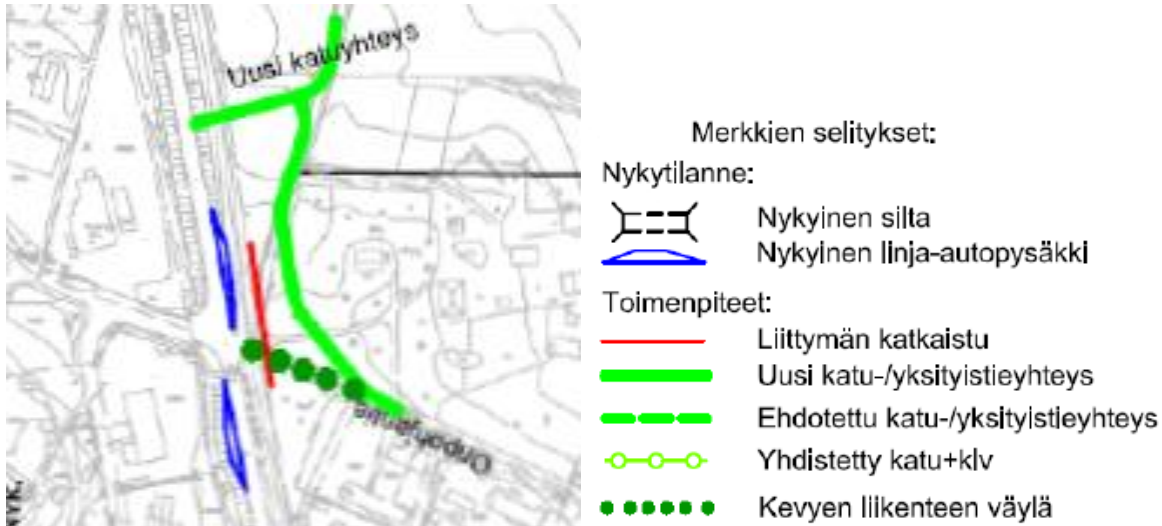 Uusi katuyhteys
Merkkien selitykset:
Nykytilanne:
Nykyinen silta
Nykyinen linja-autopysäkki
Toimenpiteet:
Liittymän katkaistu
Uusi katu-/yksityistieyhteys
Ehdotettu katu-/yksityistieyhteys
Yhdistetty katu+klv
Kevyen liikenteen väylä